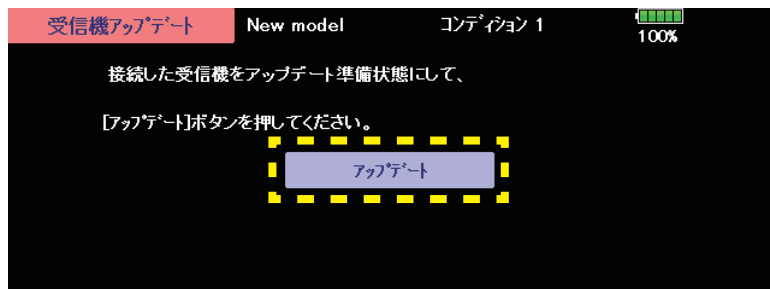 受信機ｱｯﾌﾟﾃﾞｰﾄ New model ｺﾝﾃﾞｨｼｮﾝ 1 100%
接続した受信機をアップデート準備状態にして、
[ｱｯﾌﾟﾃﾞｰﾄ]ボタンを押してください。
ｱｯﾌﾟﾃﾞｰﾄ